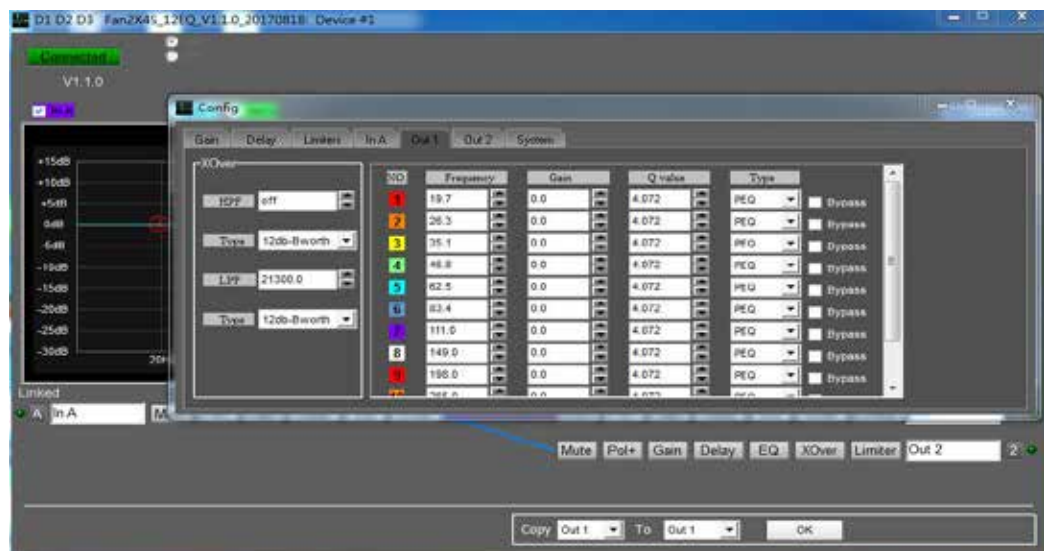 D1 D2 D3 Fan2X4S_12EQ_V1.1.0_20170818: Device #1
Connected
V1.1.0
In A
Config
Gain Delay Limiters In A Out 1 Out 2 System
XOver
HPF off
Type 12db-Bworth
LPF 21300.0
Type 12db-Bworth
NO. Frequency Gain Q value Type
1 19.7 0.0 4.072 PEQ Bypass
2 26.3 0.0 4.072 PEQ Bypass
3 35.1 0.0 4.072 PEQ Bypass
4 46.8 0.0 4.072 PEQ Bypass
5 62.5 0.0 4.072 PEQ Bypass
6 83.4 0.0 4.072 PEQ Bypass
7 111.0 0.0 4.072 PEQ Bypass
8 149.0 0.0 4.072 PEQ Bypass
9 198.0 0.0 4.072 PEQ Bypass
+15dB
+10dB
+5dB
0dB
-10dB
-15dB
-20dB
-25dB
-30dB
Linked
A In A
Mute Pol+ Gain Delay EQ XOver Limiter Out 2 2
Copy Out 1 To Out 1 OK